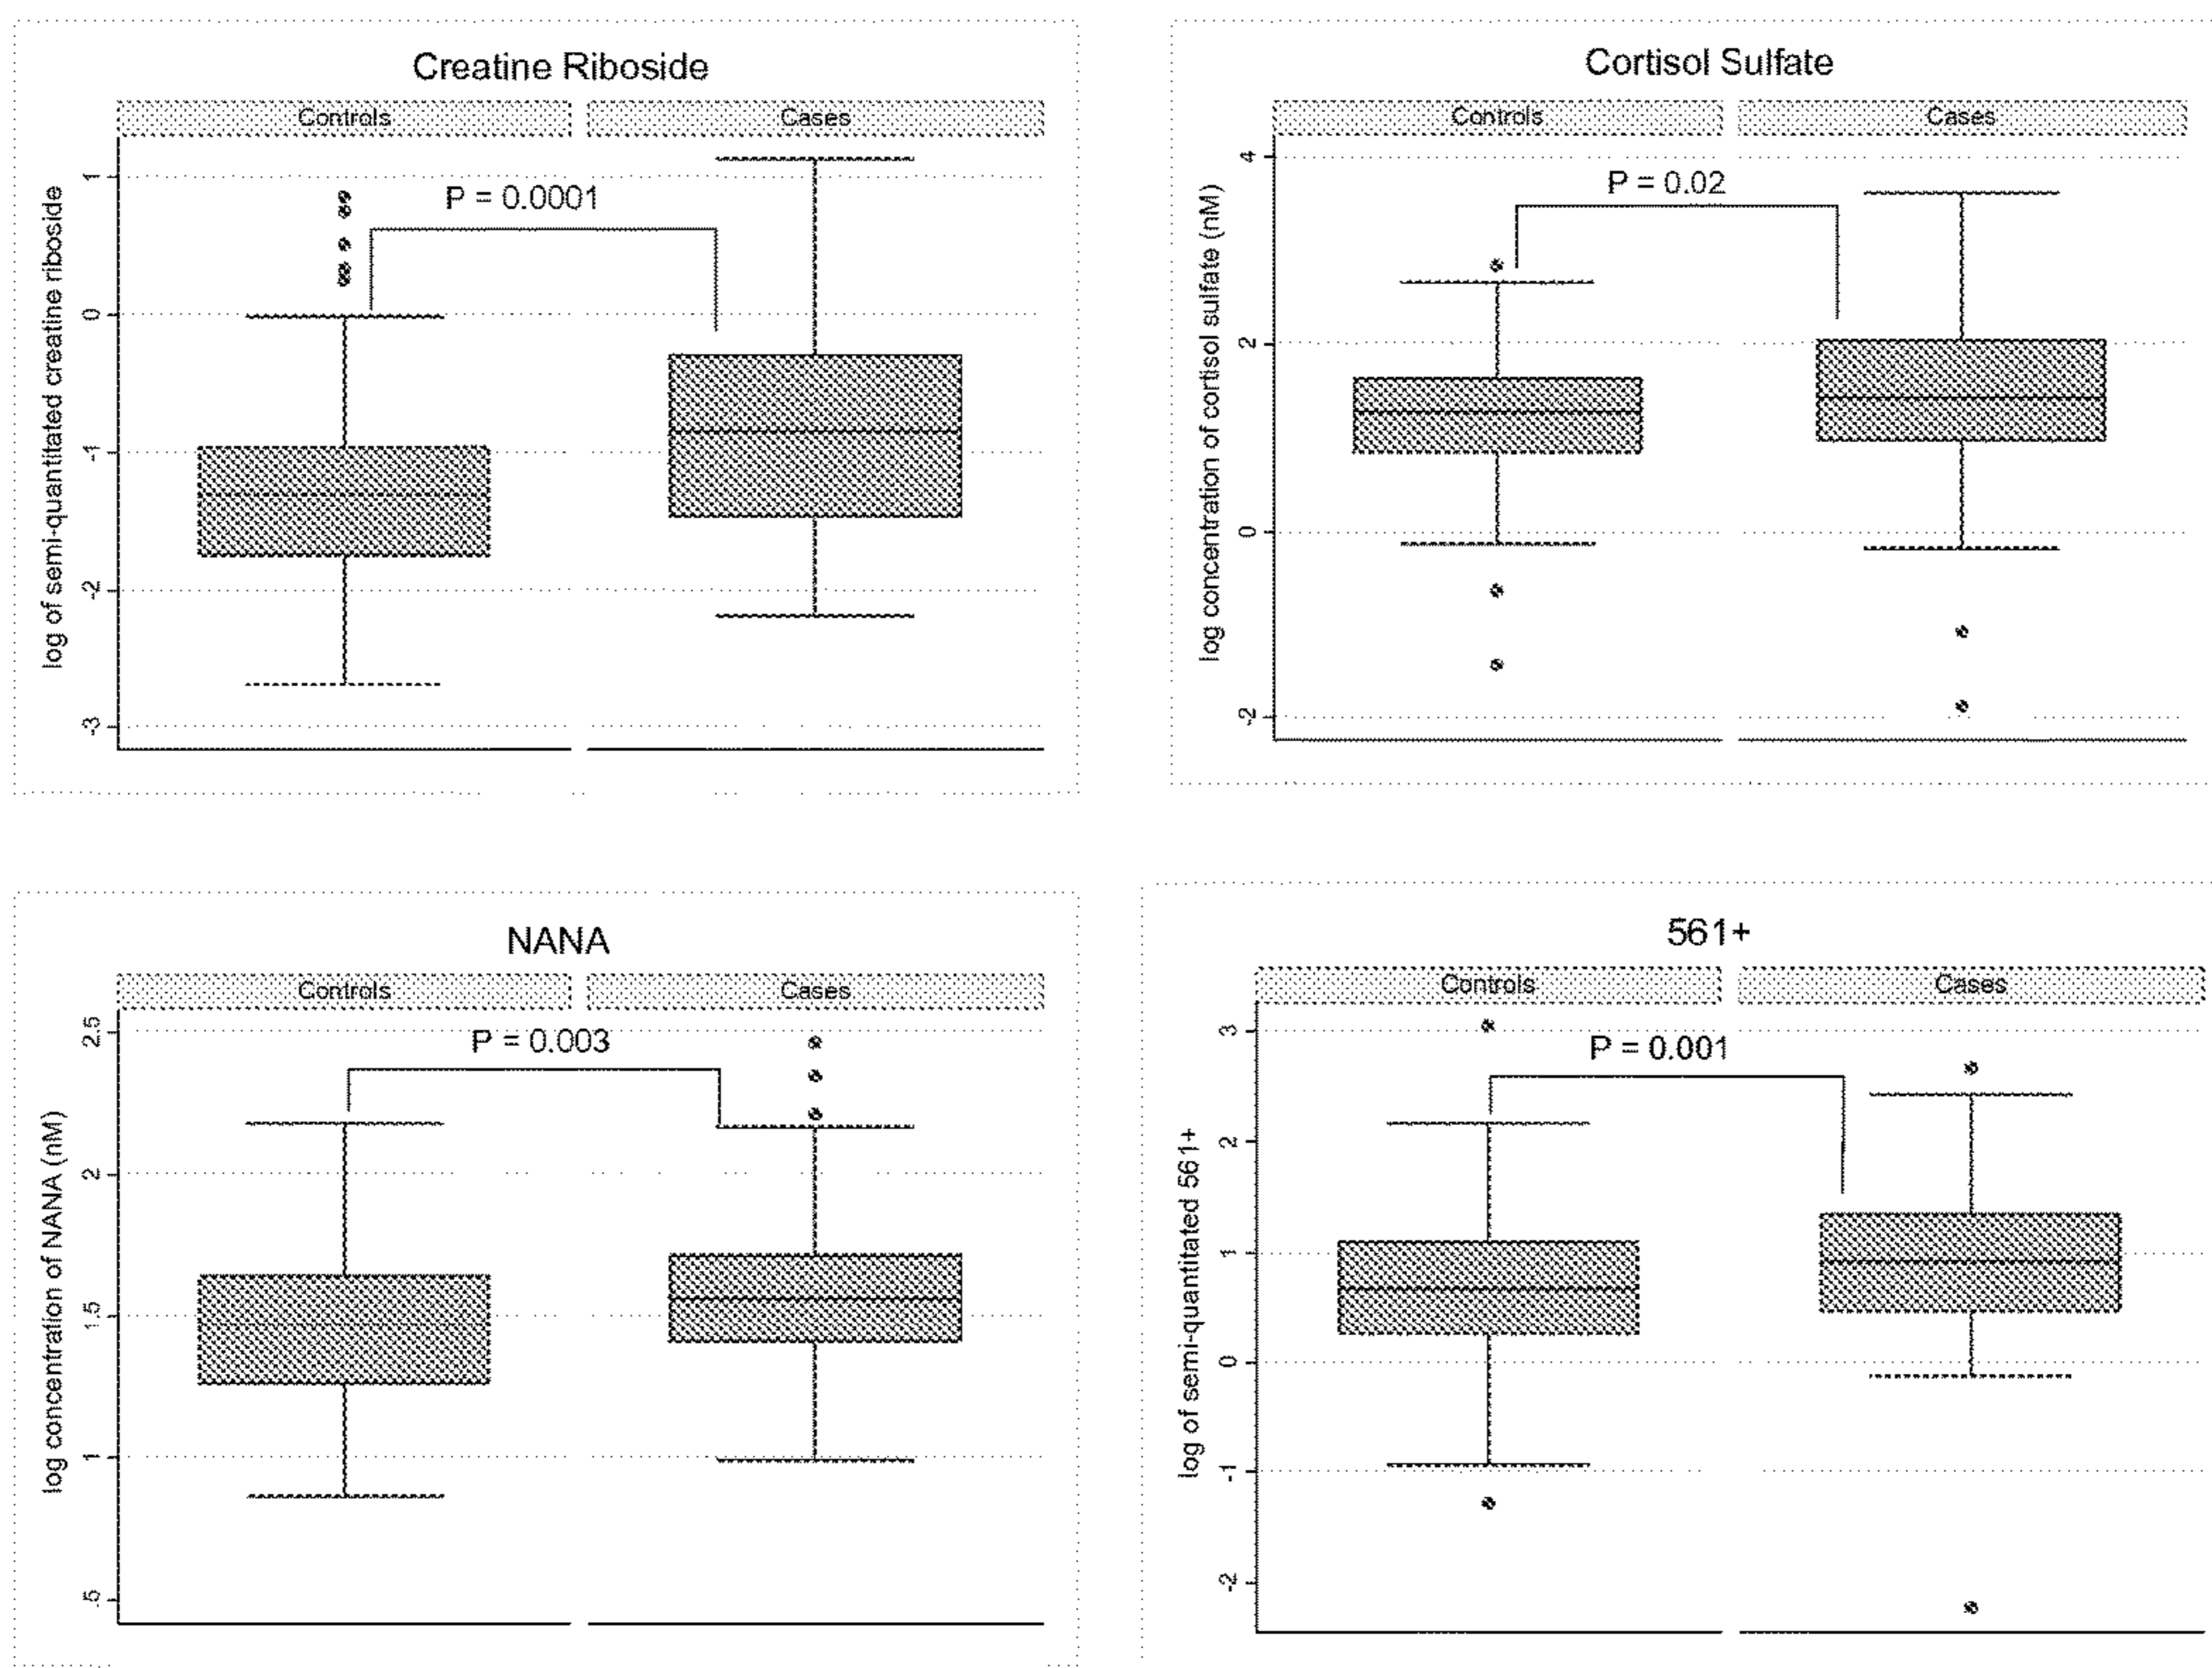 Creatine Riboside
Controls
Cases
P = 0.0001
log of semi-quantitated creatine riboside
1
0
-1
-2
-3
Cortisol Sulfate
Controls
Cases
P = 0.02
log concentration of cortisol sulfate (nM)
4
2
0
-2
NANA
Controls
Cases
P = 0.003
log concentration of NANA (nM)
2.5
2
1.5
1
.5
561+
Controls
Cases
P = 0.001
log of semi-quantitated 561+
3
2
1
0
-1
-2